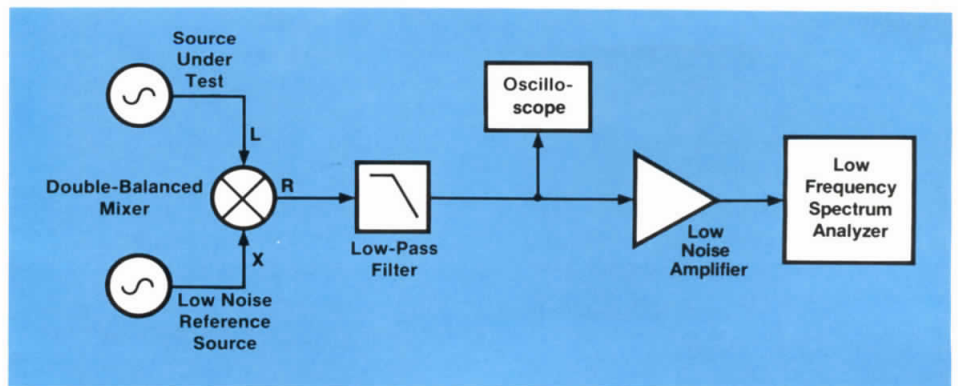 Source
Under
Test
L
Oscillo-
scope
Double-Balanced
Mixer
R
Low-Pass
Filter
Low
Noise
Amplifier
Low
Frequency
Spectrum
Analyzer
X
Low Noise
Reference
Source